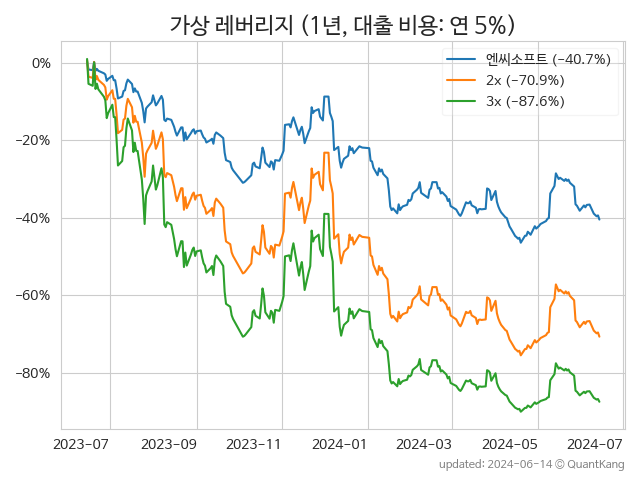 가상 레버리지 (1년, 대출 비용: 연 5%)
엔씨소프트 (−40.7%)
2x (−70.9%)
3x (−87.6%)
0%
−20%
−40%
−60%
−80%
2023−07 2023−09 2023−11 2024−01 2024−03 2024−05 2024−07
updated: 2024−06−14 © QuantKang